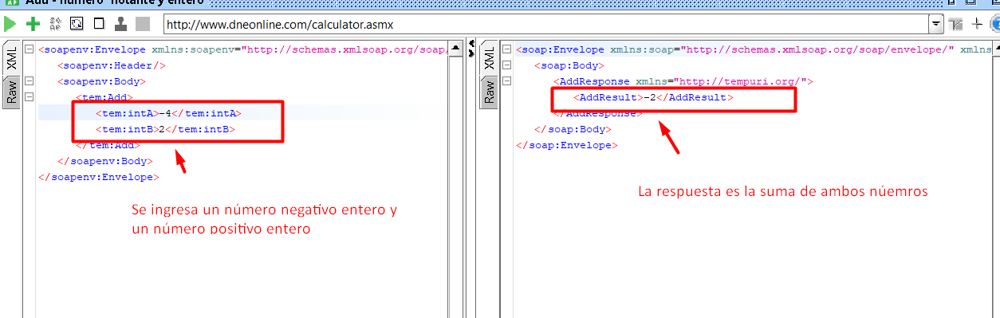 Add - número flotante y entero
http://www.dneonline.com/calculator.asmx
XML
Raw
<soapenv:Envelope xmlns:soapenv="http://schemas.xmlsoap.org/soap/
<soapenv:Header/>
<soapenv:Body>
<tem:Add>
<tem:intA>-4</tem:intA>
<tem:intB>2</tem:intB>
</tem:Add>
</soapenv:Body>
</soapenv:Envelope>
Se ingresa un número negativo entero y
un número positivo entero
XML
Raw
<soap:Envelope xmlns:soap="http://schemas.xmlsoap.org/soap/envelope/" xmlns
<soap:Body>
<AddResponse xmlns="http://tempuri.org/">
<AddResult>-2</AddResult>
</AddResponse>
</soap:Body>
</soap:Envelope>
La respuesta es la suma de ambos núemros